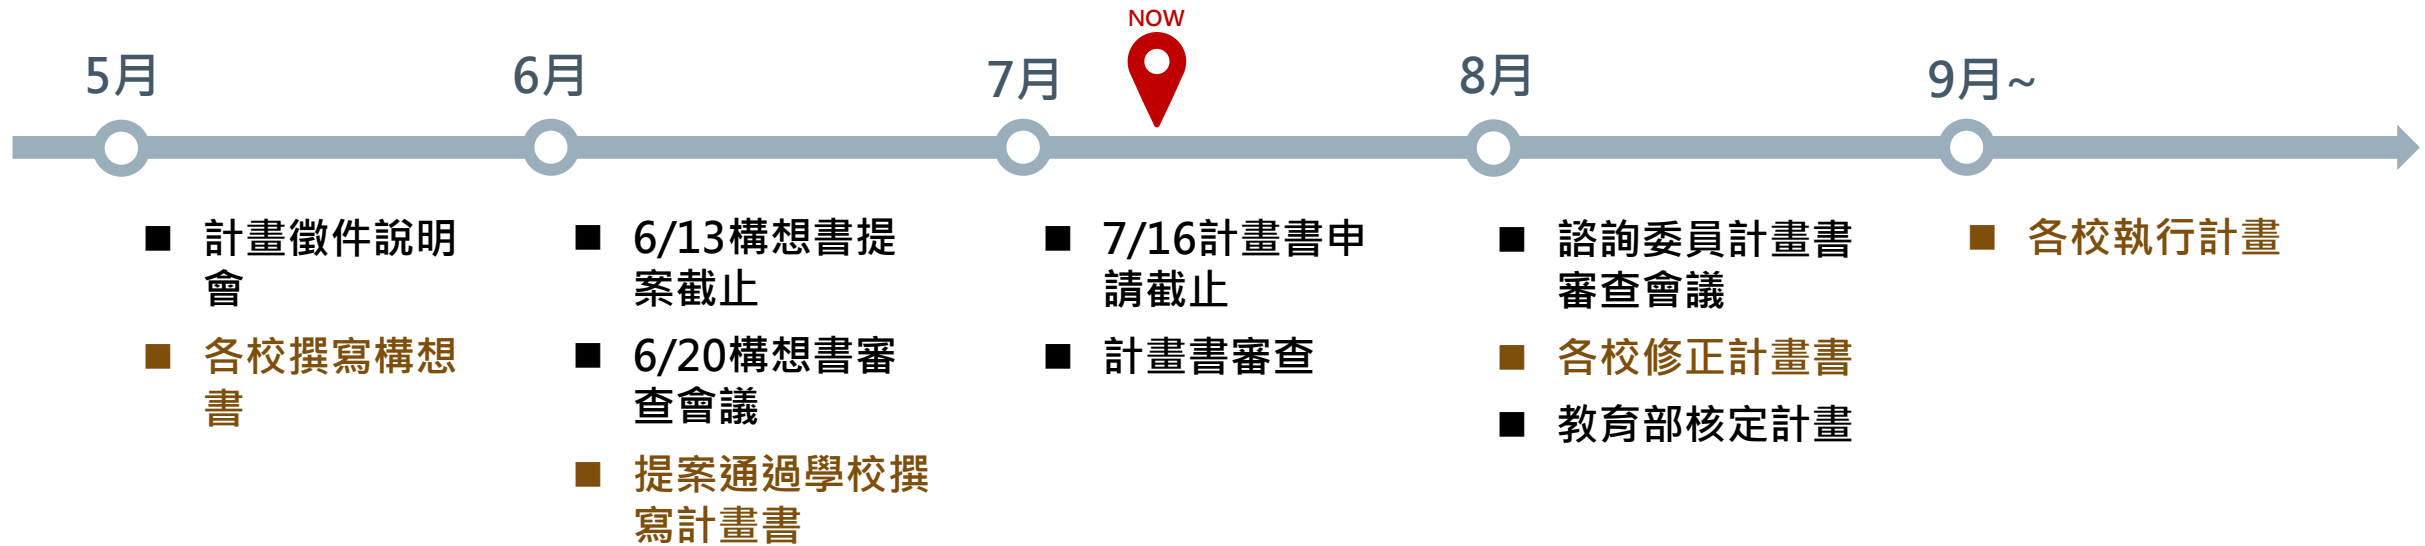 NOW
5月
6月
7月
8月
9月~
■ 計畫徵件說明
會
■ 各校撰寫構想
書
■ 6/13構想書提
案截止
■ 6/20構想書審
查會議
■ 提案通過學校撰
寫計畫書
■ 7/16計畫書申
請截止
■ 計畫書審查
■ 諮詢委員計畫書
審查會議
■ 各校修正計畫書
■ 教育部核定計畫
■ 各校執行計畫